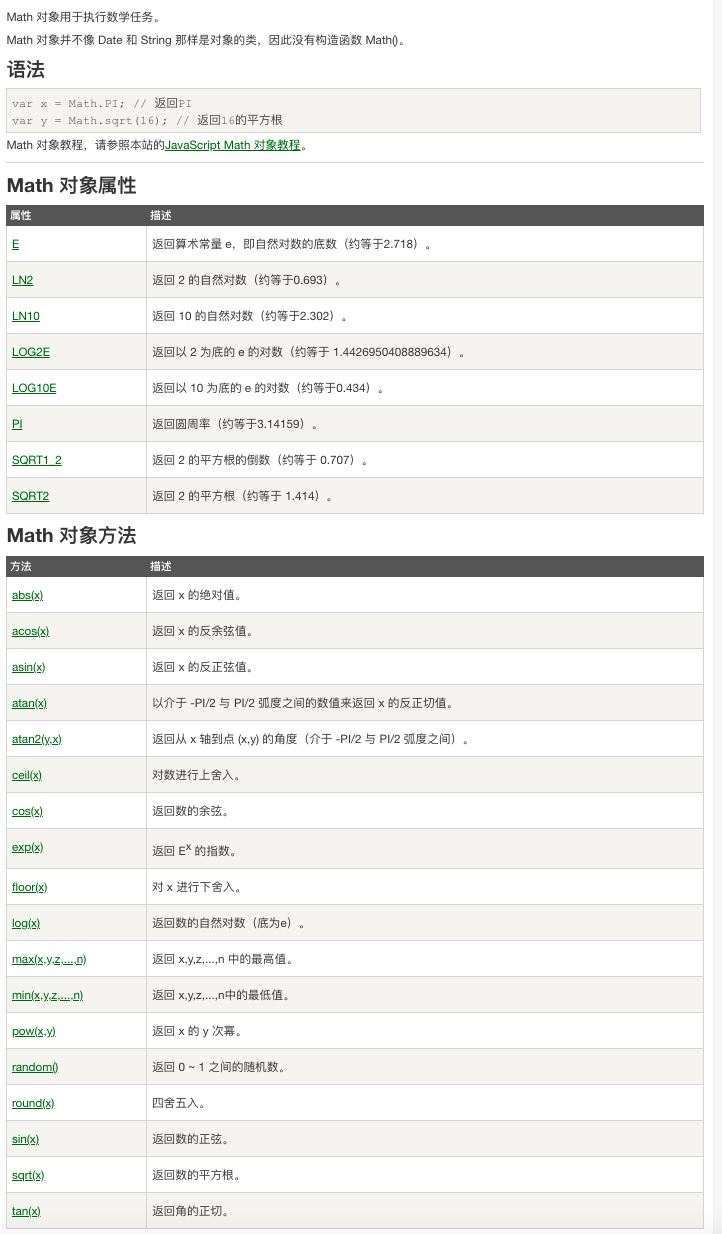 Math 对象用于执行数学任务。
Math 对象并不像 Date 和 String 那样是对象的类，因此没有构造函数 Math()。
语法
var x = Math.PI; // 返回PI
var y = Math.sqrt(16); // 返回16的平方根
Math 对象教程，请参照本站的JavaScript Math 对象教程。
Math 对象属性
属性 描述
E 返回算术常量 e，即自然对数的底数（约等于2.718）。
LN2 返回 2 的自然对数（约等于0.693）。
LN10 返回 10 的自然对数（约等于2.302）。
LOG2E 返回以 2 为底的 e 的对数（约等于 1.4426950408889634）。
LOG10E 返回以 10 为底的 e 的对数（约等于0.434）。
PI 返回圆周率（约等于3.14159）。
SQRT1_2 返回 2 的平方根的倒数（约等于 0.707）。
SQRT2 返回 2 的平方根（约等于 1.414）。
Math 对象方法
方法 描述
abs(x) 返回 x 的绝对值。
acos(x) 返回 x 的反余弦值。
asin(x) 返回 x 的反正弦值。
atan(x) 以介于 -PI/2 与 PI/2 弧度之间的数值来返回 x 的反正切值。
atan2(y,x) 返回从 x 轴到点 (x,y) 的角度（介于 -PI/2 与 PI/2 弧度之间）。
ceil(x) 对数进行上舍入。
cos(x) 返回数的余弦。
exp(x) 返回 Eˣ 的指数。
floor(x) 对 x 进行下舍入。
log(x) 返回数的自然对数（底为e）。
max(x,y,z,...,n) 返回 x,y,z,...,n 中的最高值。
min(x,y,z,...,n) 返回 x,y,z,...,n中的最低值。
pow(x,y) 返回 x 的 y 次幂。
random() 返回 0 ~ 1 之间的随机数。
round(x) 四舍五入。
sin(x) 返回数的正弦。
sqrt(x) 返回数的平方根。
tan(x) 返回角的正切。